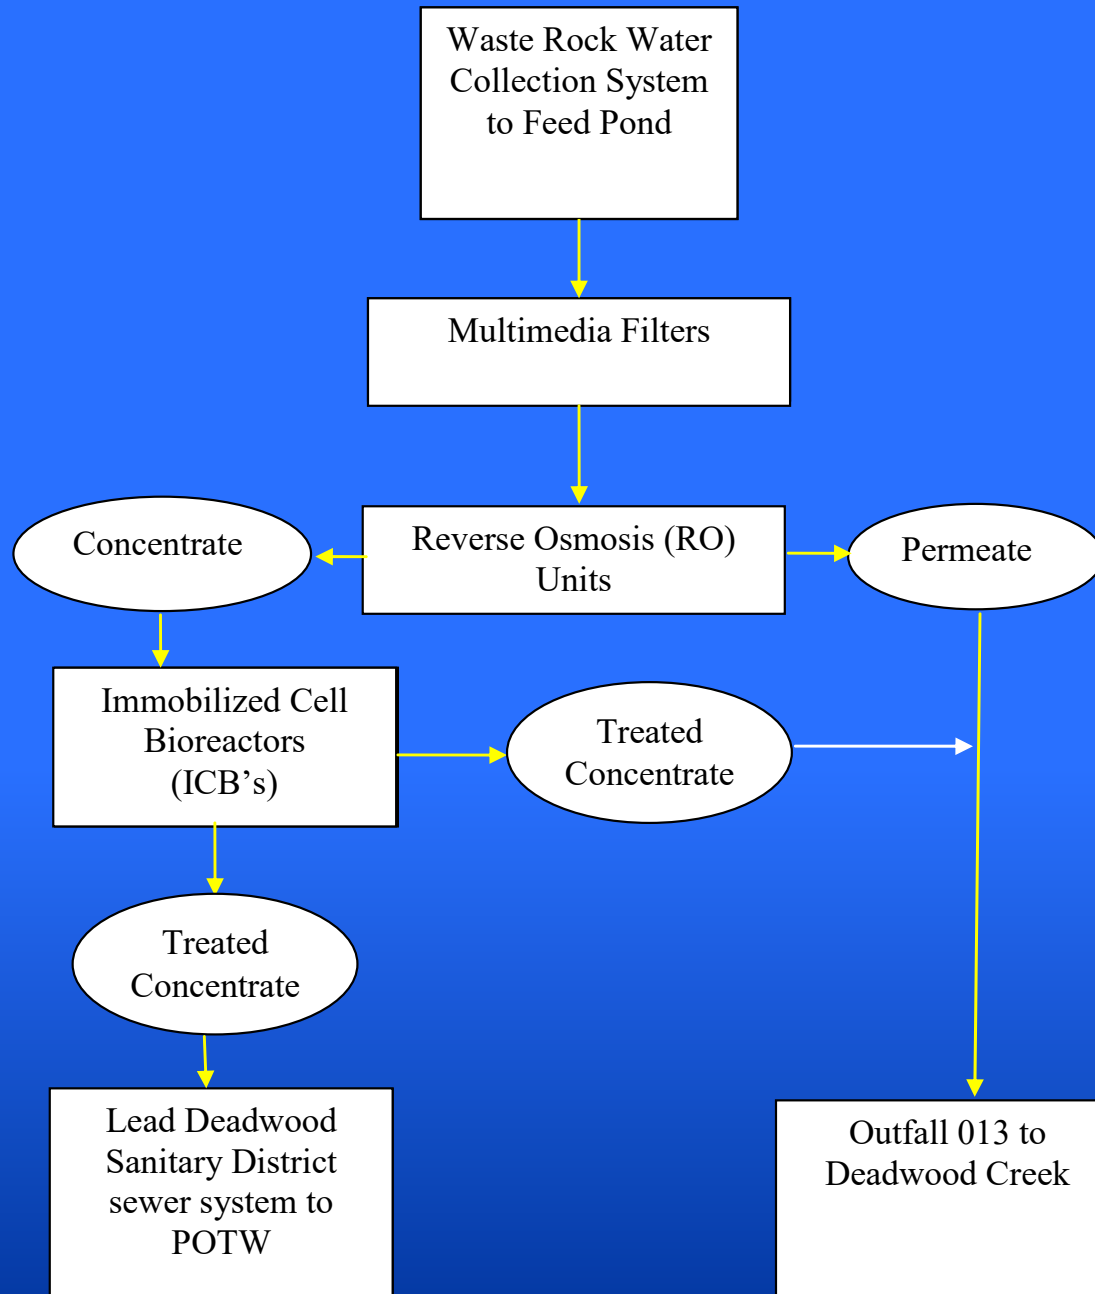 Waste Rock Water
Collection System
to Feed Pond
Multimedia Filters
Concentrate
Reverse Osmosis (RO)
Units
Permeate
Immobilized Cell
Bioreactors
(ICB’s)
Treated
Concentrate
Treated
Concentrate
Lead Deadwood
Sanitary District
sewer system to
POTW
Outfall 013 to
Deadwood Creek